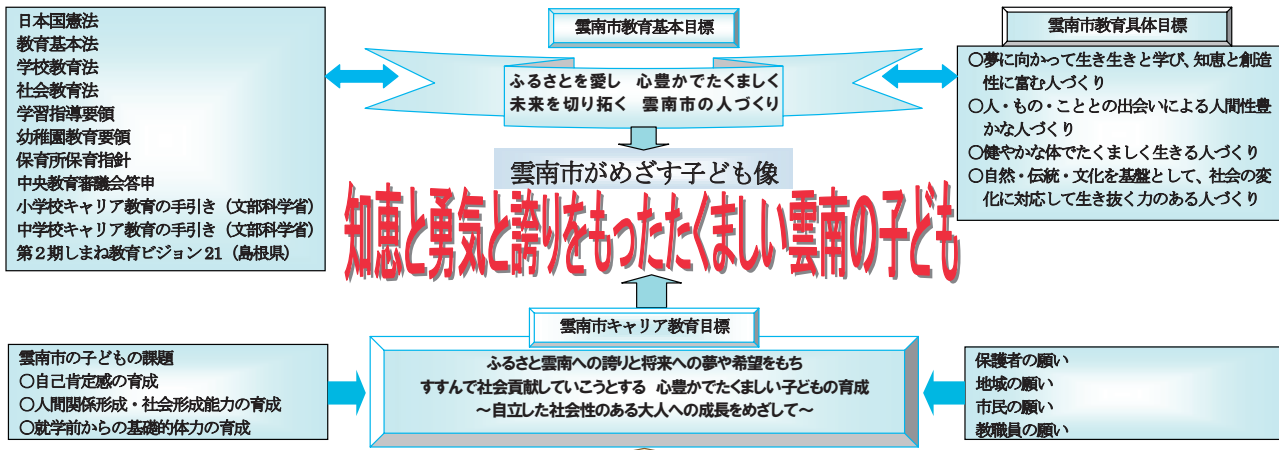 日本国憲法
教育基本法
学校教育法
社会教育法
学習指導要領
幼稚園教育要領
保育所保育指針
中央教育審議会答申
小学校キャリア教育の手引き（文部科学省）
中学校キャリア教育の手引き（文部科学省）
第２期しまね教育ビジョン21（島根県）
雲南市教育基本目標
ふるさとを愛し 心豊かでたくましく
未来を切り拓く 雲南市の人づくり
雲南市教育具体目標
○夢に向かって生き生きと学び、知恵と創造
性に富む人づくり
○人・もの・こととの出会いによる人間性豊
かな人づくり
○健やかな体でたくましく生きる人づくり
○自然・伝統・文化を基盤として、社会の変
化に対応して生き抜く力のある人づくり
雲南市がめざす子ども像
知恵と勇気と誇りをもったたくましい雲南の子ども
雲南市キャリア教育目標
ふるさと雲南への誇りと将来への夢や希望をもち
すすんで社会貢献していこうとする 心豊かでたくましい子どもの育成
～自立した社会性のある大人への成長をめざして～
雲南市の子どもの課題
○自己肯定感の育成
○人間関係形成・社会形成能力の育成
○就学前からの基礎的体力の育成
保護者の願い
地域の願い
市民の願い
教職員の願い